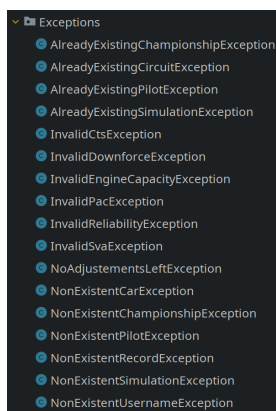 Exceptions
AlreadyExistingChampionshipException
AlreadyExistingCircuitException
AlreadyExistingPilotException
AlreadyExistingSimulationException
InvalidCtsException
InvalidDownforceException
InvalidEngineCapacityException
InvalidPacException
InvalidReliabilityException
InvalidSvaException
NoAdjustementsLeftException
NonExistentCarException
NonExistentChampionshipException
NonExistentPilotException
NonExistentRecordException
NonExistentSimulationException
NonExistentUsernameException